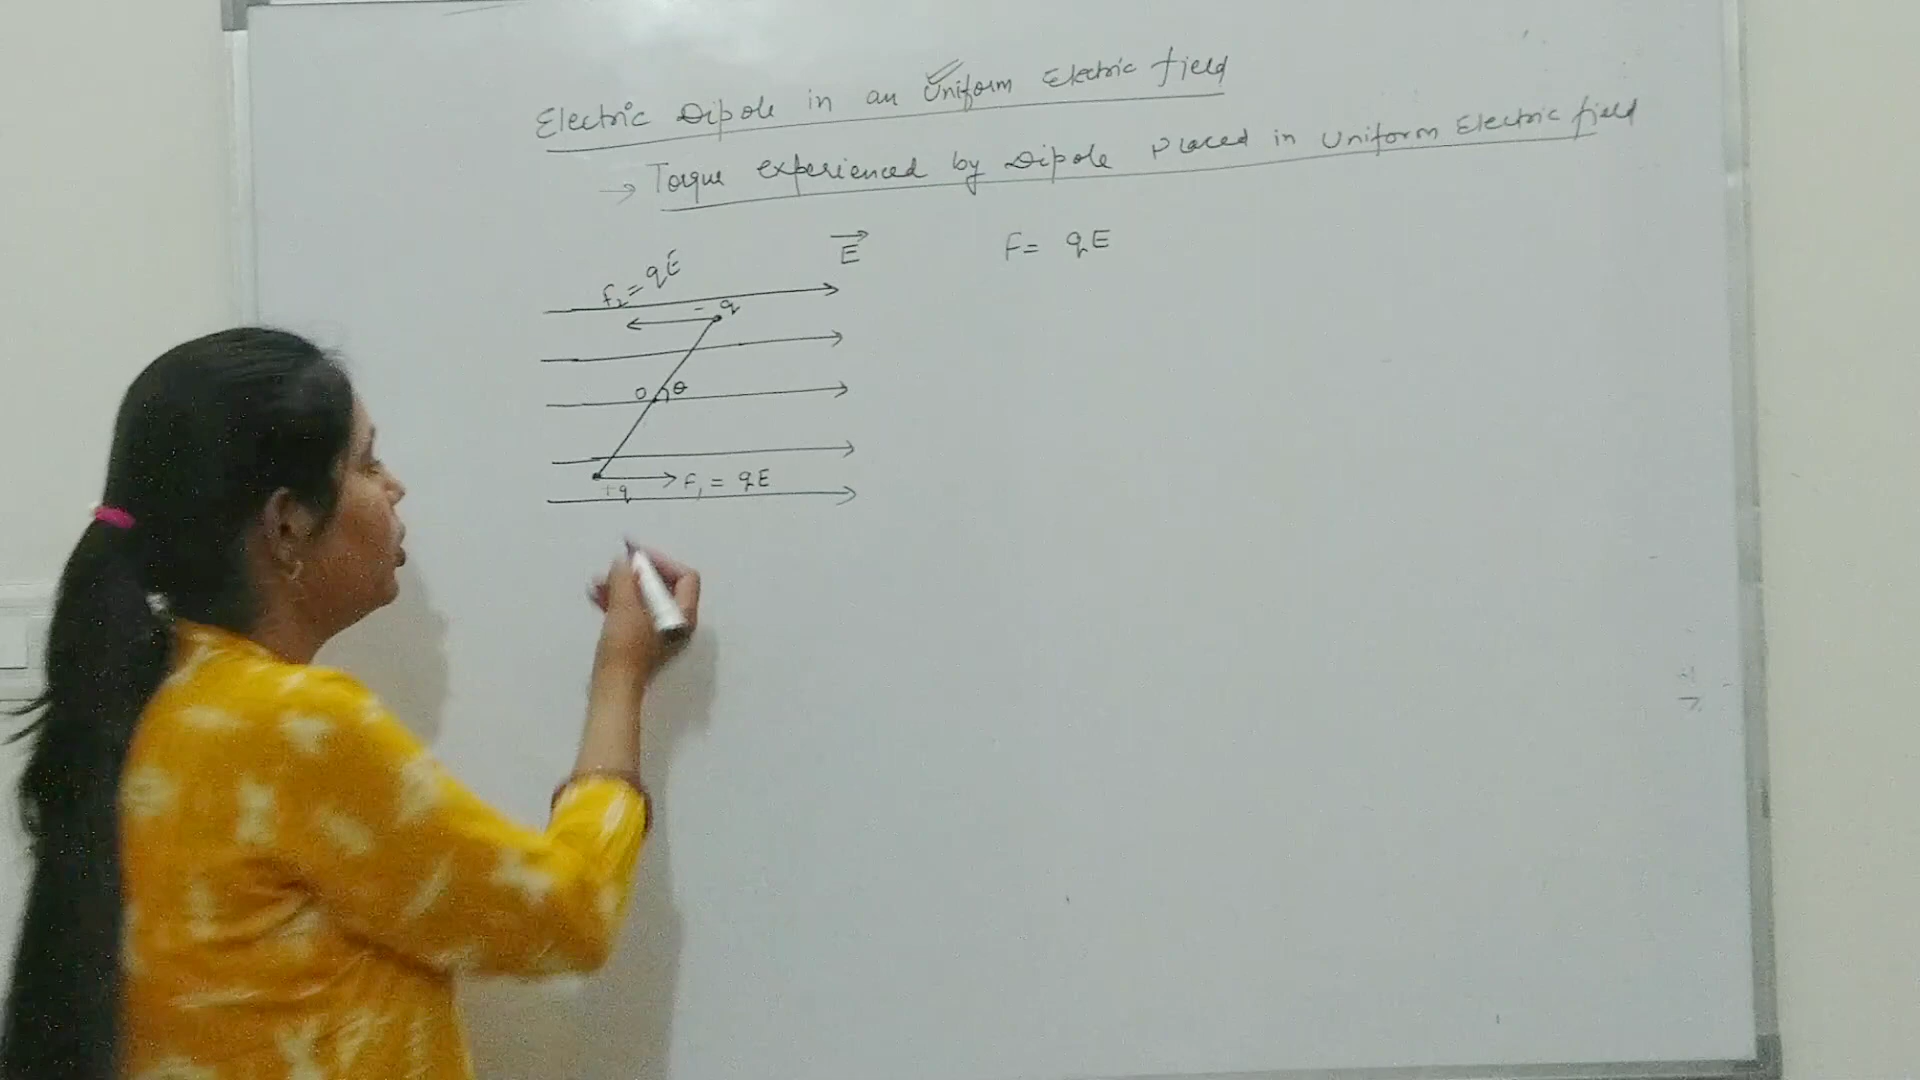 Electric Dipole in an Uniform Electric field
→ Torque experienced by Dipole Placed in Uniform Electric field
E
F = qE
F₂ = qE
- q
O θ
+q
F₁ = qE